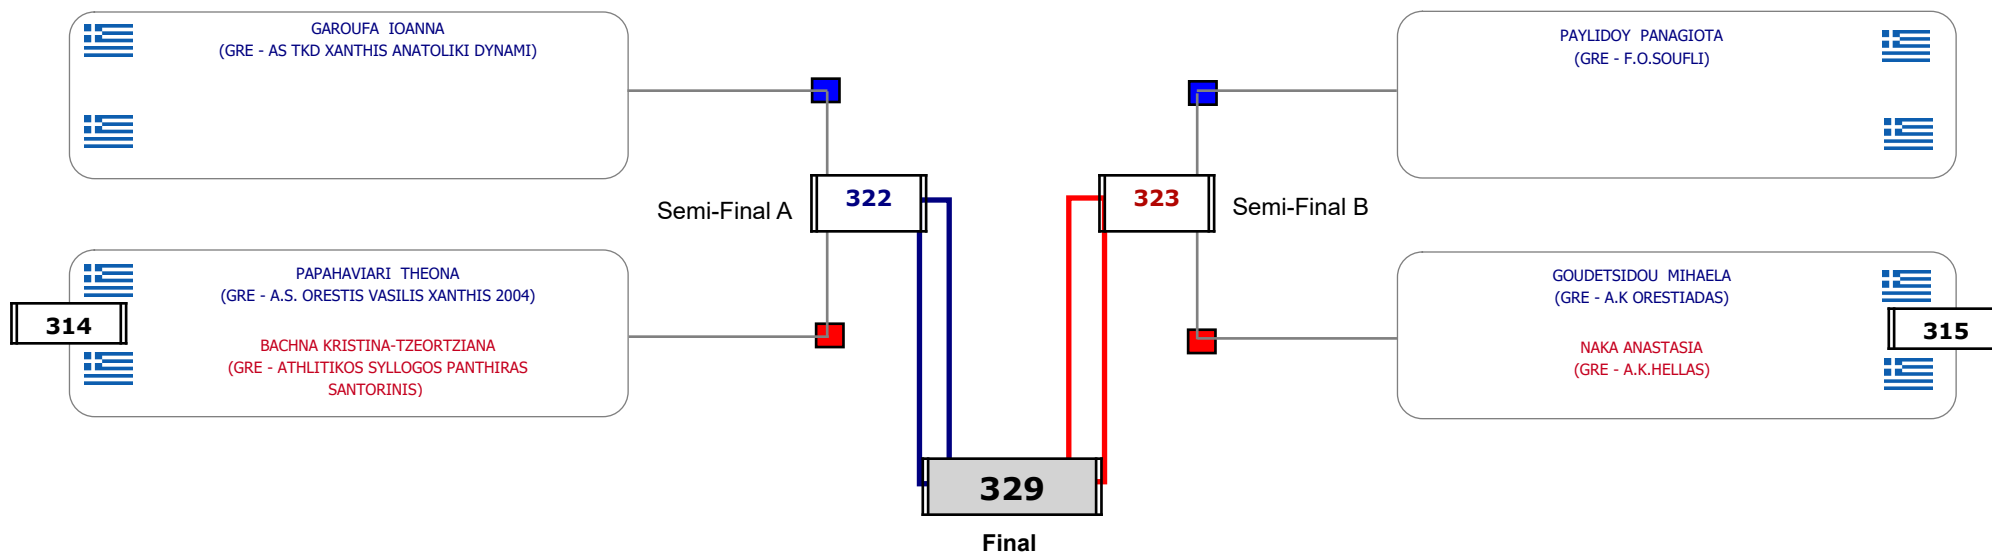 GAROUFA IOANNA
(GRE - AS TKD XANTHIS ANATOLIKI DYNAMI)
PAYLIDOY PANAGIOTA
(GRE - F.O.SOUFLI)
Semi-Final A
322
323
Semi-Final B
PAPAHAVIARI THEONA
(GRE - A.S. ORESTIS VASILIS XANTHIS 2004)
314
BACHNA KRISTINA-TZEORTZIANA
(GRE - ATHLITIKOS SYLLOGOS PANTHIRAS
SANTORINIS)
GOUDETSIDOU MIHAELA
(GRE - A.K ORESTIADAS)
315
NAKA ANASTASIA
(GRE - A.K.HELLAS)
329
Final